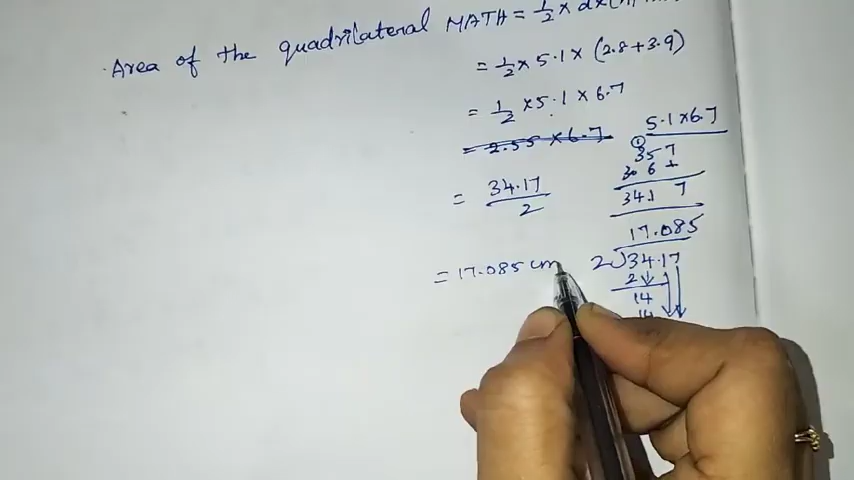 Area of the quadrilateral MATH = 1/2 × d × (
= 1/2 × 5.1 × (2.8+3.9)
= 1/2 × 5.1 × 6.7
= 2.55 × 6.7
= 34.17/2
= 17.085 cm
5.1×6.7
1
357
306+
341 7
17.085
2)34.17
2
14
14